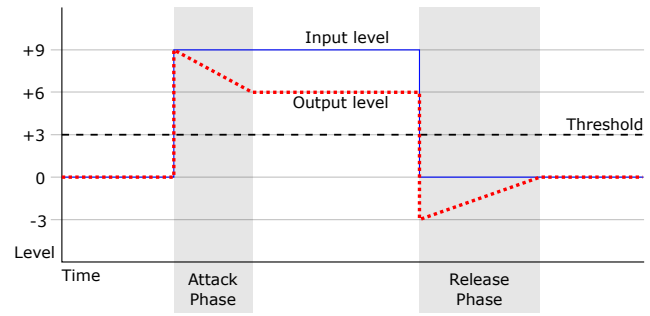 Input level
+9
+6
Output level
Threshold
+3
0
-3
Level
Time
Attack
Phase
Release
Phase